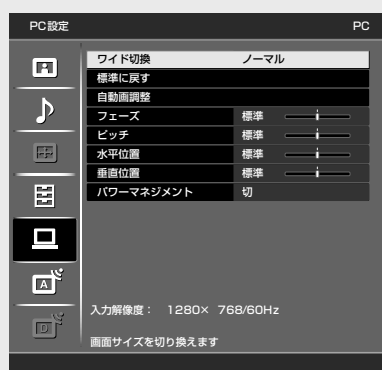 PC設定 PC
ワイド切換 ノーマル
標準に戻す
自動画調整
フェーズ 標準
ピッチ 標準
水平位置 標準
垂直位置 標準
パワーマネジメント 切
A
D
入力解像度： 1280× 768/60Hz
画面サイズを切り換えます